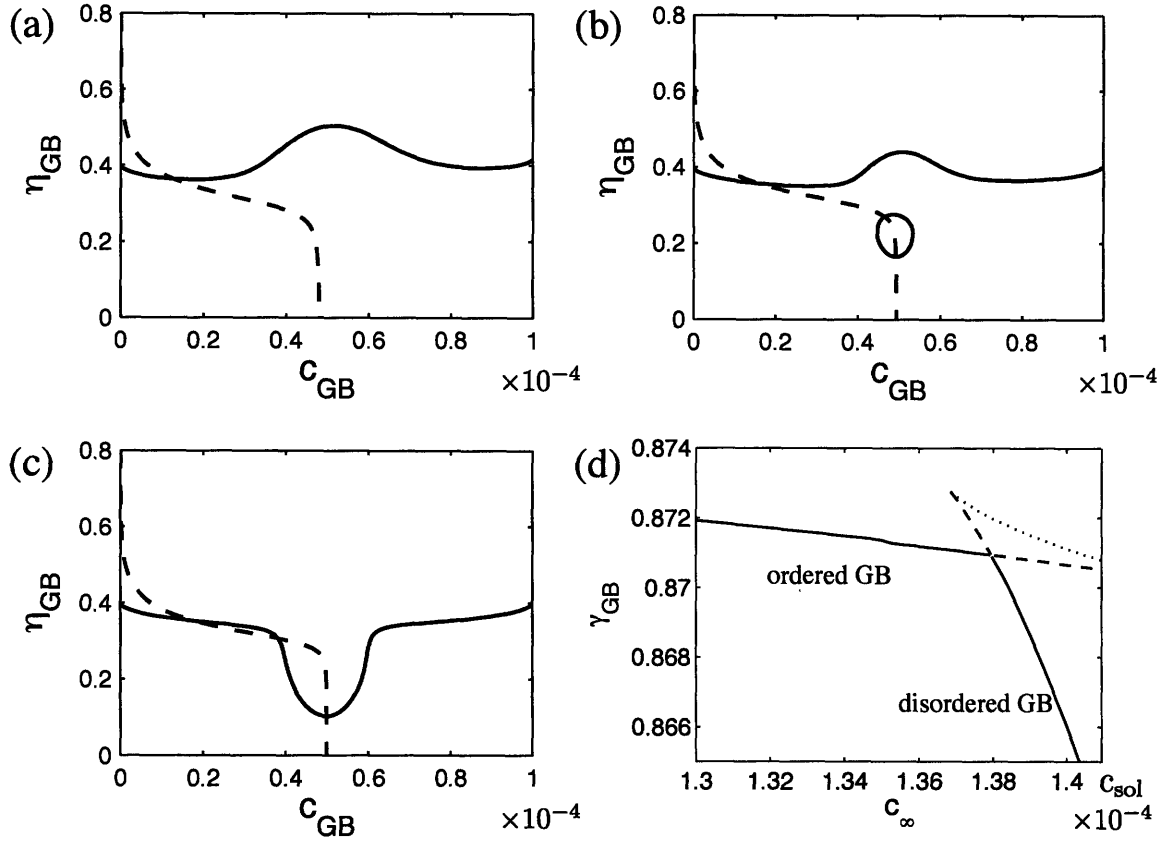 (a)
0.8
0.6
0.4
0.2
0
η_GB
0 0.2 0.4 0.6 0.8 1
c_GB
×10⁻⁴
(b)
0.8
0.6
0.4
0.2
0
η_GB
0 0.2 0.4 0.6 0.8 1
c_GB
×10⁻⁴
(c)
0.8
0.6
0.4
0.2
0
η_GB
0 0.2 0.4 0.6 0.8 1
c_GB
×10⁻⁴
(d)
0.874
0.872
0.87
0.868
0.866
γ_GB
ordered GB
disordered GB
1.3 1.32 1.34 1.36 1.38 1.4 c_sol
c_∞
×10⁻⁴